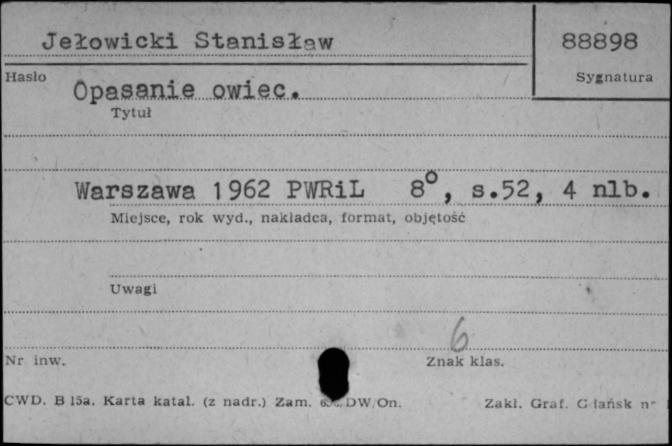 Jełowicki Stanisław
88898
Hasło
Sygnatura
Opasanie owiec.
Tytuł
Warszawa 1962 PWRiL 8°, s.52, 4 nlb.
Miejsce, rok wyd., nakładca, format, objętość
Uwagi
6
Nr inw.
Znak klas.
CWD. B 15a. Karta katal. (z nadr.) Zam. DW/On.
Zakł. Graf. Gdańsk n